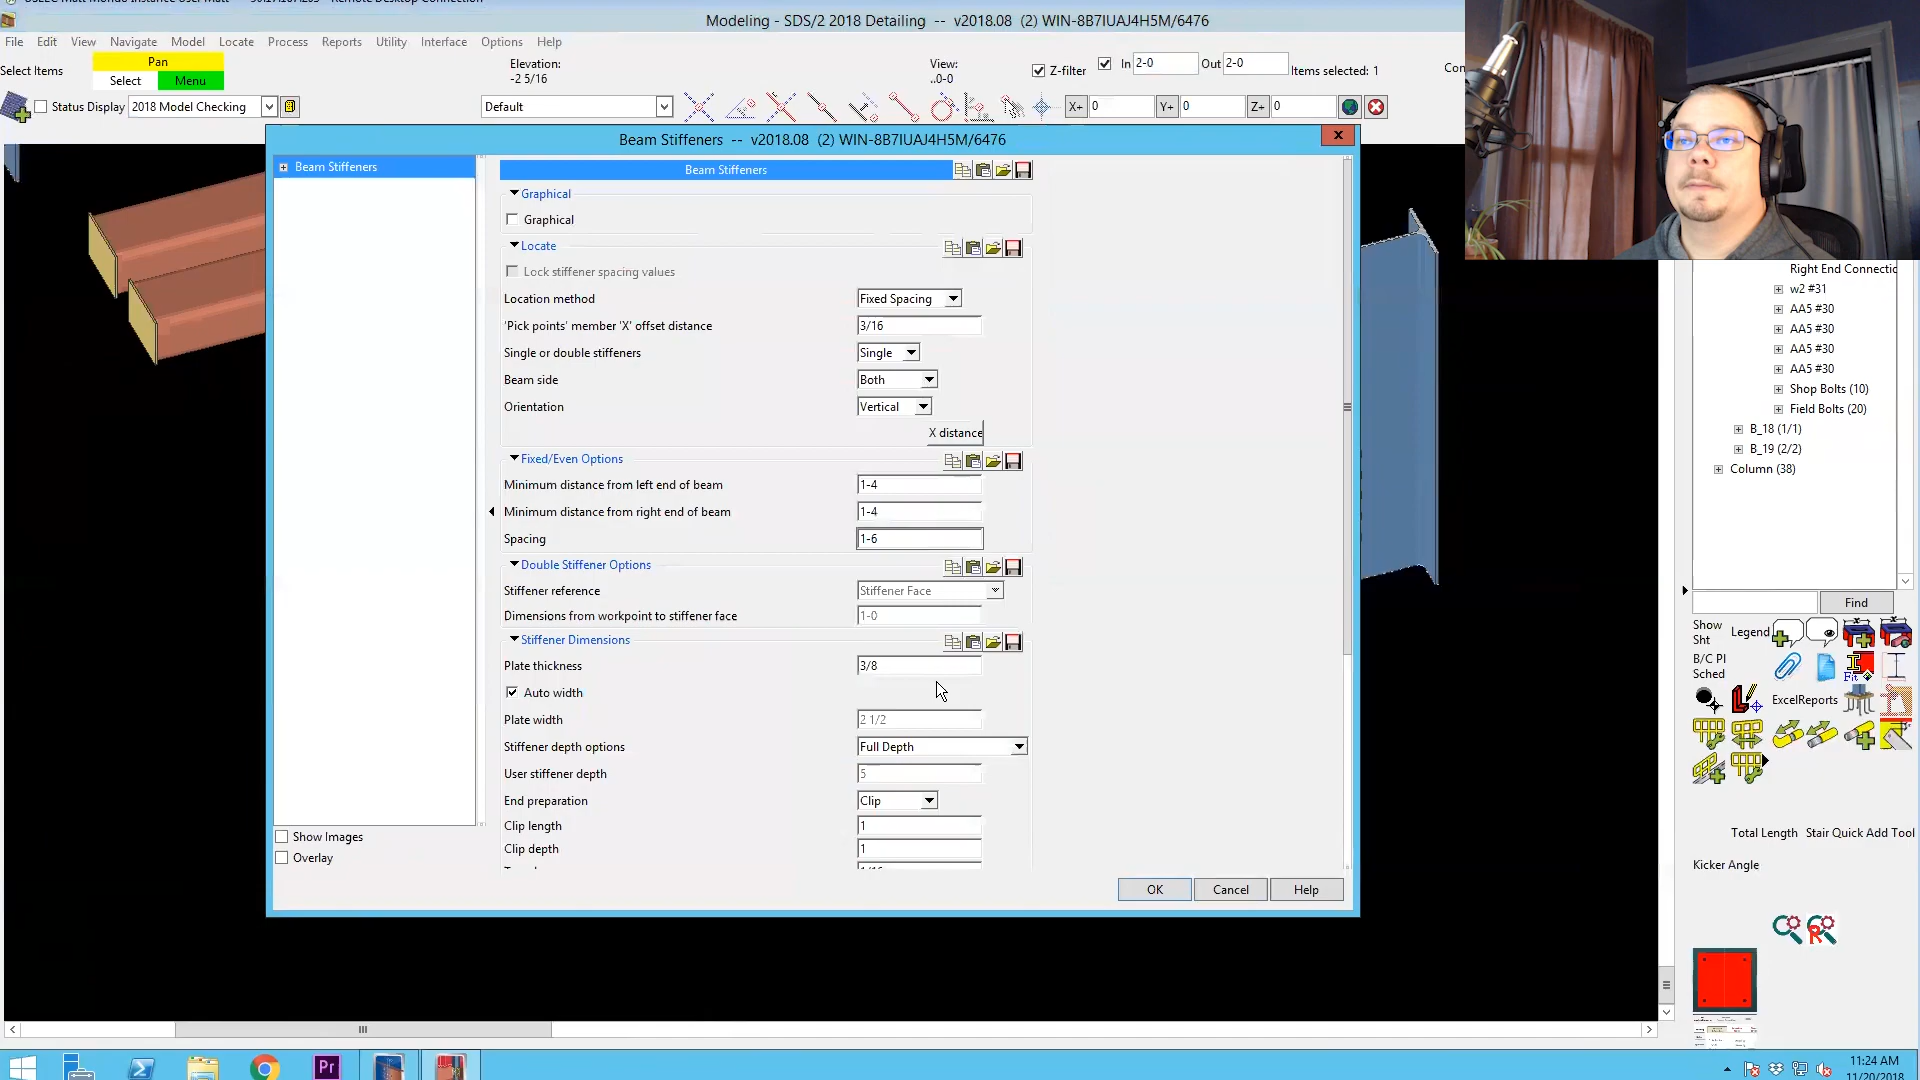 Modeling - SDS/2 2018 Detailing -- v2018.08 (2) WIN-8B7IUAJ4H5M/6476
File Edit View Navigate Model Locate Process Reports Utility Interface Options Help
Select Items
Pan
Select Menu
Elevation:
-2 5/16
View:
..0-0
Z-filter In 2-0 Out 2-0 Items selected: 1
Status Display 2018 Model Checking Default X+ 0 Y+ 0 Z+ 0
Beam Stiffeners -- v2018.08 (2) WIN-8B7IUAJ4H5M/6476
x
Beam Stiffeners
Beam Stiffeners
Graphical
Graphical
Locate
Lock stiffener spacing values
Location method Fixed Spacing
'Pick points' member 'X' offset distance 3/16
Single or double stiffeners Single
Beam side Both
Orientation Vertical
X distance
Fixed/Even Options
Minimum distance from left end of beam 1-4
Minimum distance from right end of beam 1-4
Spacing 1-6
Double Stiffener Options
Stiffener reference Stiffener Face
Dimensions from workpoint to stiffener face 1-0
Stiffener Dimensions
Plate thickness 3/8
Auto width
Plate width 2 1/2
Stiffener depth options Full Depth
User stiffener depth 5
End preparation Clip
Clip length 1
Clip depth 1
Show Images
Overlay
OK Cancel Help
Right End Connectic
w2 #31
AA5 #30
AA5 #30
AA5 #30
AA5 #30
Shop Bolts (10)
Field Bolts (20)
B_18 (1/1)
B_19 (2/2)
Column (38)
Find
Show
Sht
Legend
B/C Pl
Sched
Fit
ExcelReports
Total Length Stair Quick Add Tool
Kicker Angle
R
Pr
11:24 AM
11/20/2018